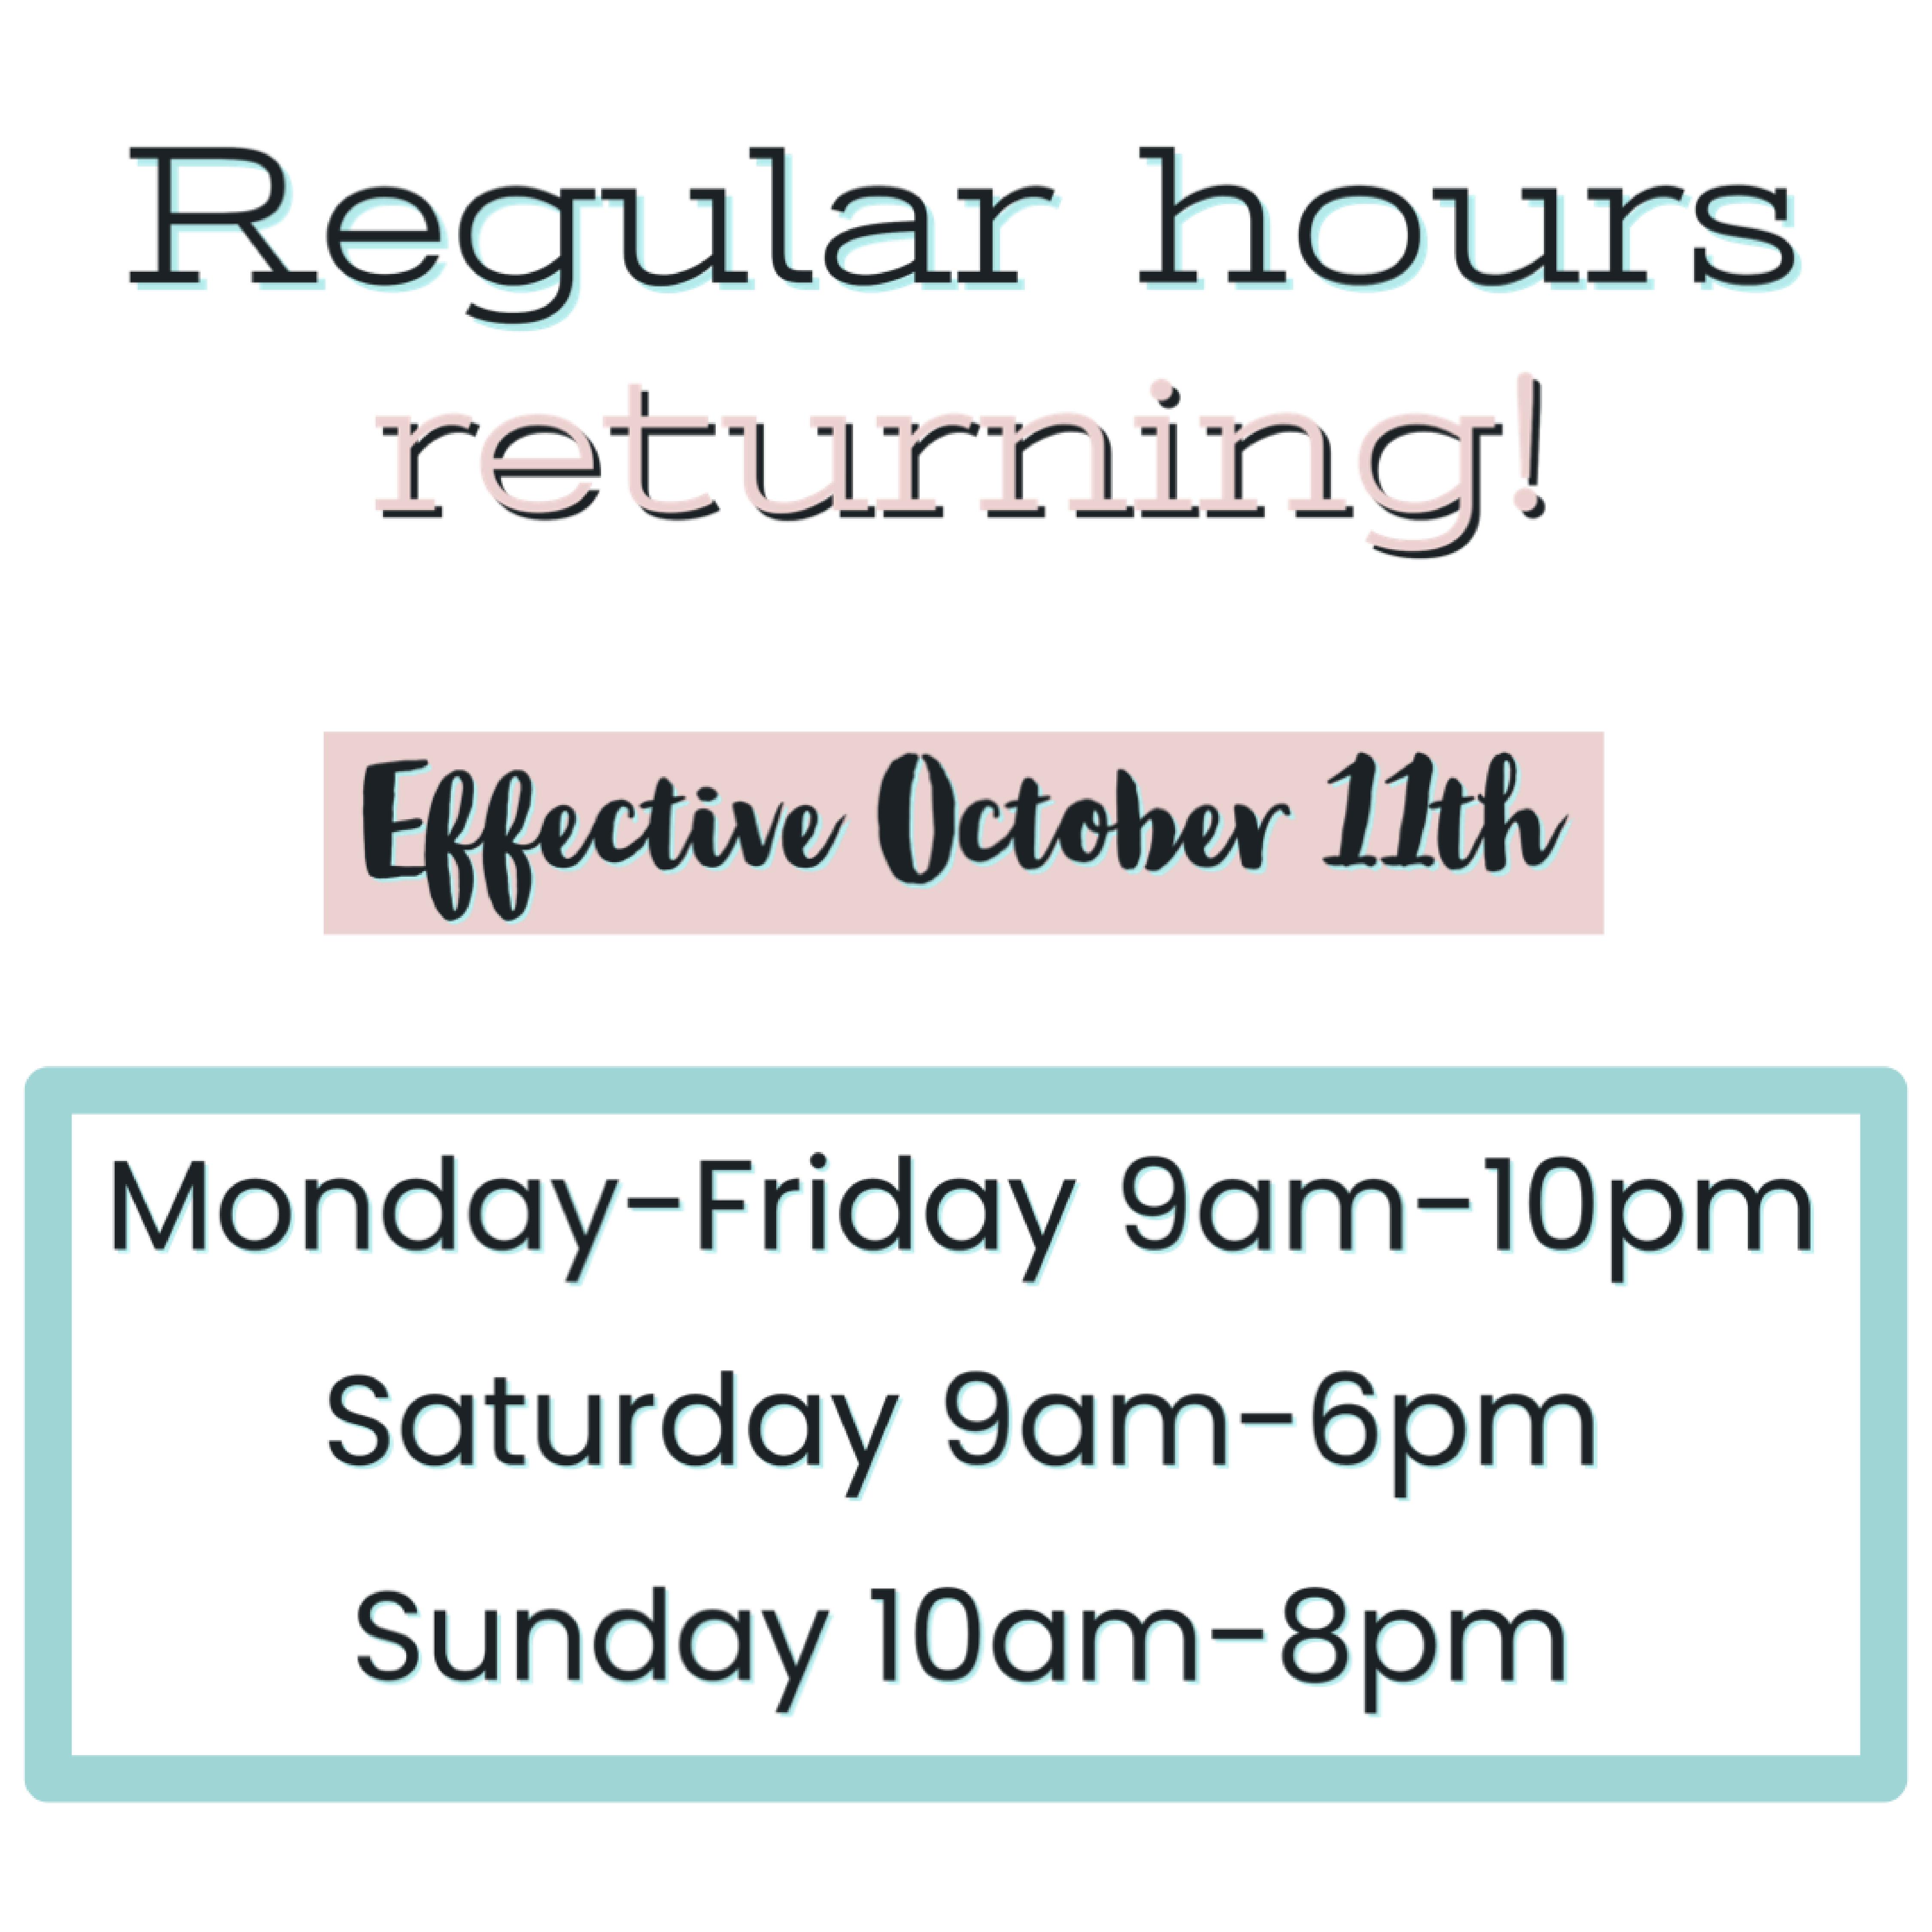 Regular hours
returning!
Effective October 11th
Monday-Friday 9am-10pm
Saturday 9am-6pm
Sunday 10am-8pm